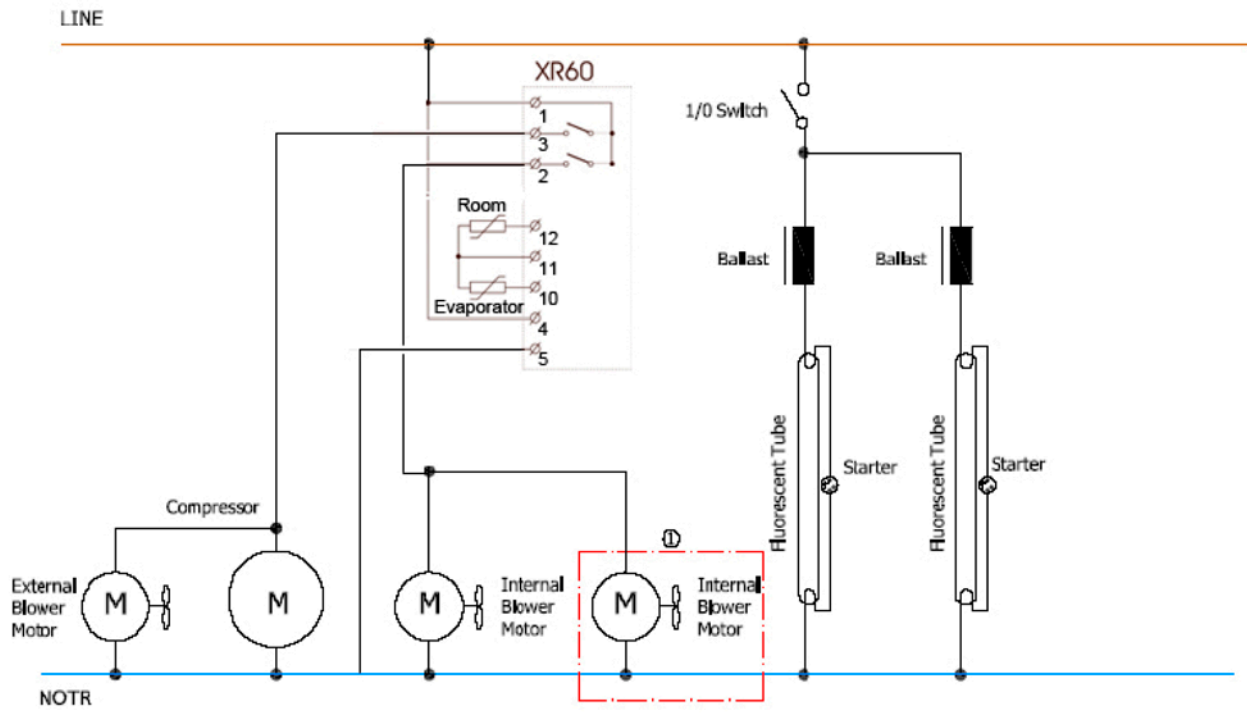 LINE
XR60
1
3
2
1/0 Switch
Room
12
11
10
Evaporator
4
5
Ballast
Ballast
Fluorescent Tube
Starter
Fluorescent Tube
Starter
Compressor
①
External
Blower
Motor
M
M
M
Internal
Blower
Motor
M
Internal
Blower
Motor
NOTR